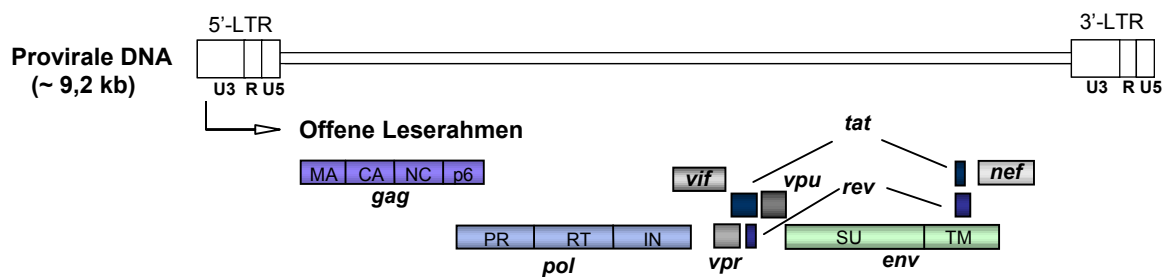 5'-LTR 3'-LTR
Provirale DNA
(~ 9,2 kb)
U3 R U5 U3 R U5
Offene Leserahmen
tat
MA CA NC p6 vif vpu rev nef
gag
PR RT IN SU TM
pol vpr env